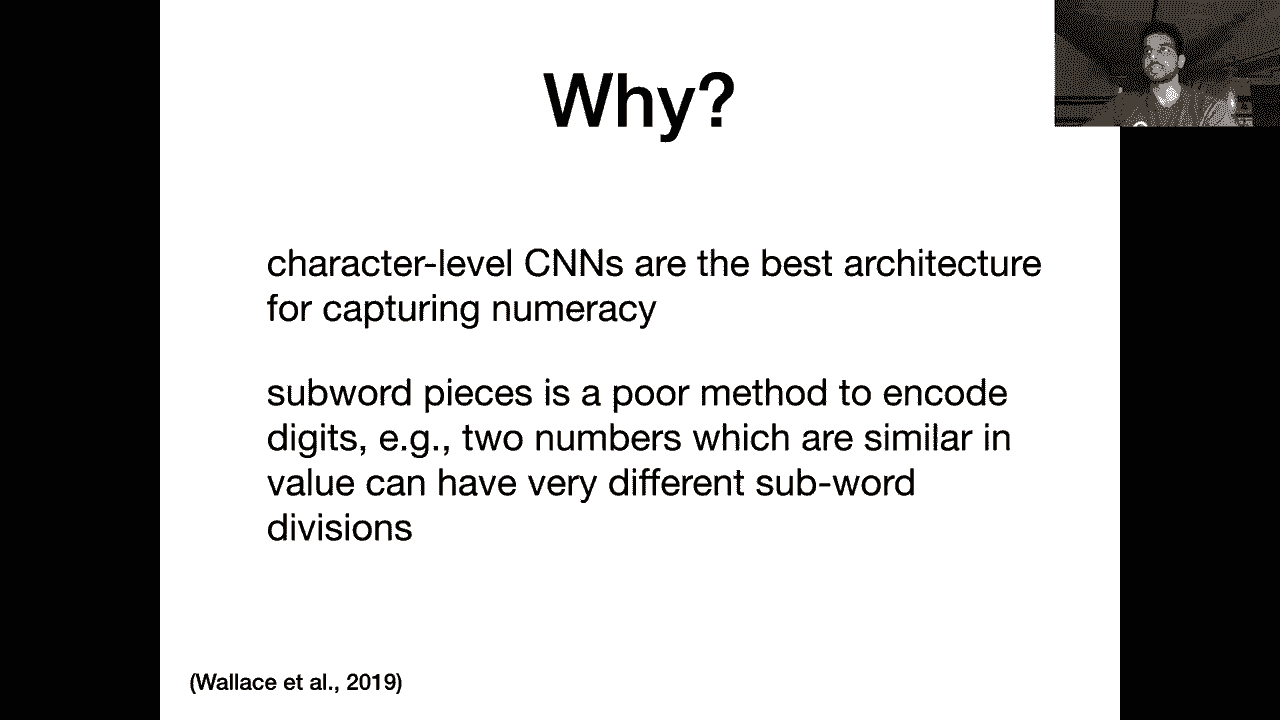 Why?
character-level CNNs are the best architecture
for capturing numeracy
subword pieces is a poor method to encode
digits, e.g., two numbers which are similar in
value can have very different sub-word
divisions
(Wallace et al., 2019)